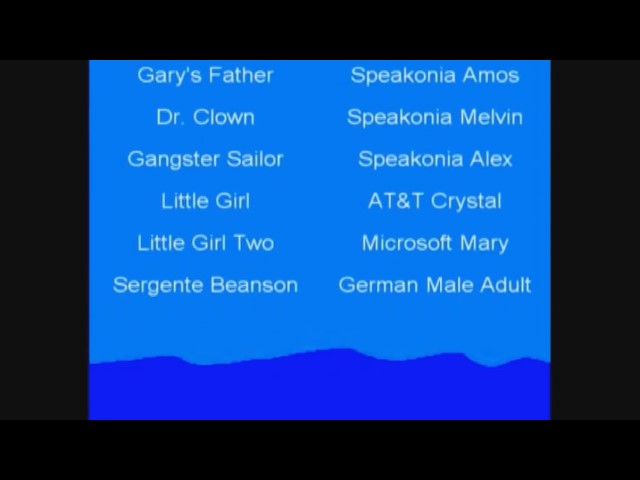 Gary's Father Speakonia Amos
Dr. Clown Speakonia Melvin
Gangster Sailor Speakonia Alex
Little Girl AT&T Crystal
Little Girl Two Microsoft Mary
Sergente Beanson German Male Adult